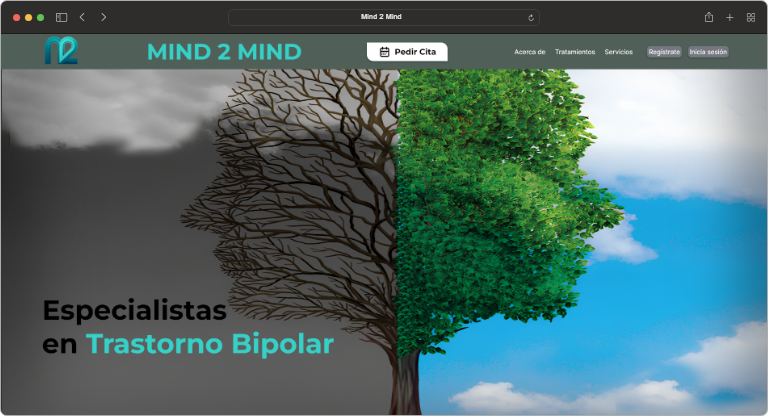 Mind 2 Mind
MIND 2 MIND
Pedir Cita
Acerca de
Tratamientos
Servicios
Regístrate
Inicia sesión
Especialistas
en Trastorno Bipolar